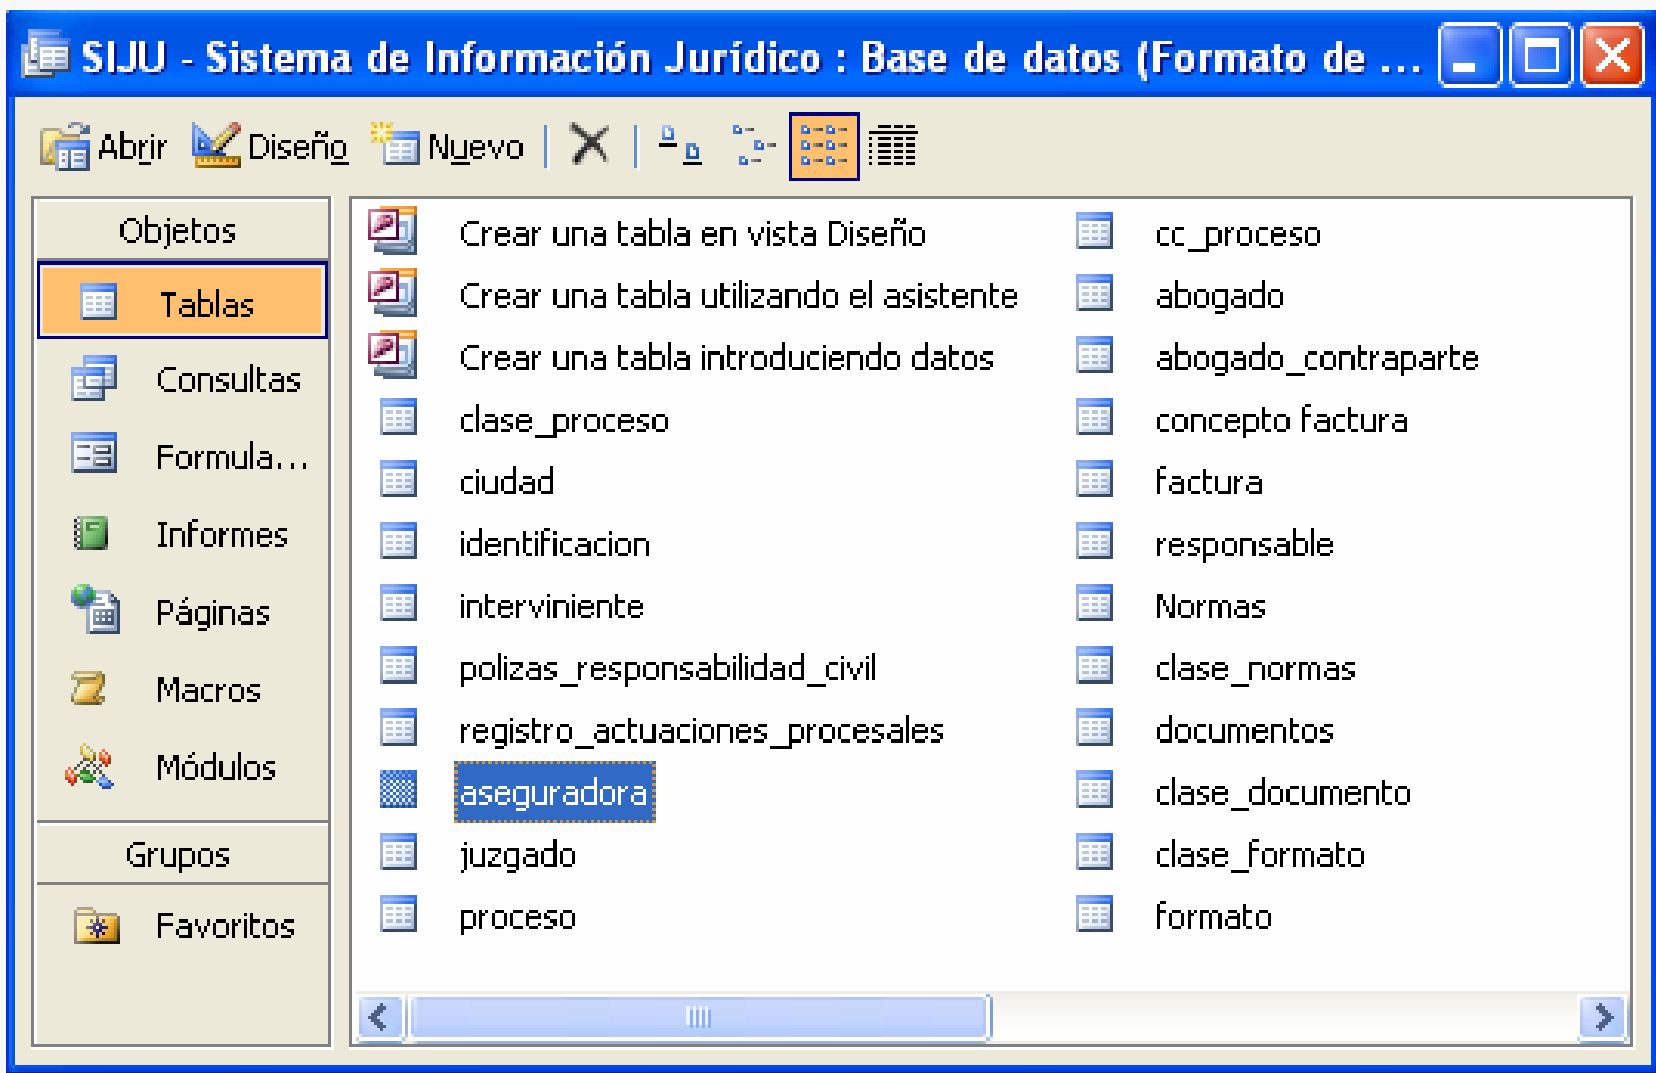 SIJU - Sistema de Información Jurídico : Base de datos (Formato de ...
Abrir Diseño Nuevo
Objetos
Tablas
Consultas
Formula...
Informes
Páginas
Macros
Módulos
Grupos
Favoritos
Crear una tabla en vista Diseño
Crear una tabla utilizando el asistente
Crear una tabla introduciendo datos
clase_proceso
ciudad
identificacion
interviniente
polizas_responsabilidad_civil
registro_actuaciones_procesales
aseguradora
juzgado
proceso
cc_proceso
abogado
abogado_contraparte
concepto factura
factura
responsable
Normas
clase_normas
documentos
clase_documento
clase_formato
formato